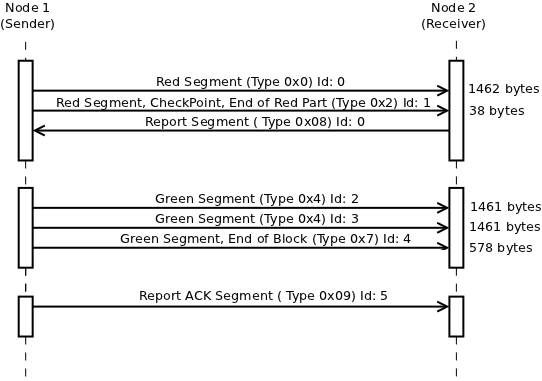 Node 1
(Sender)
Node 2
(Receiver)
Red Segment (Type 0x0) Id: 0
1462 bytes
Red Segment, CheckPoint, End of Red Part (Type 0x2) Id: 1
38 bytes
Report Segment ( Type 0x08) Id: 0
Green Segment (Type 0x4) Id: 2
1461 bytes
Green Segment (Type 0x4) Id: 3
1461 bytes
Green Segment, End of Block (Type 0x7) Id: 4
578 bytes
Report ACK Segment ( Type 0x09) Id: 5